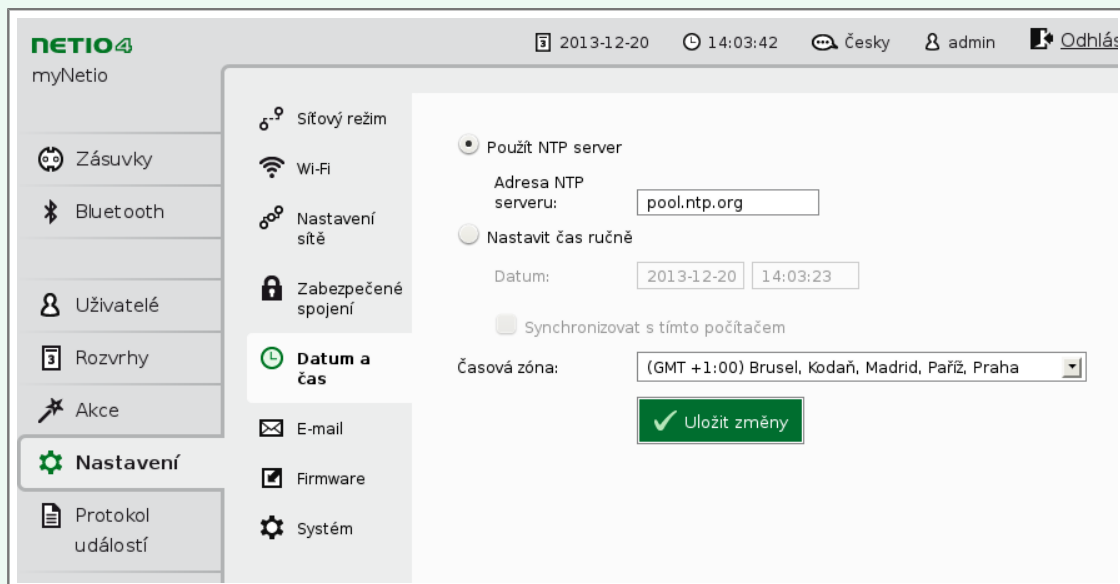 NETIO4
myNetio
3 2013-12-20 14:03:42 Česky admin Odhlás
Zásuvky
Bluetooth
Uživatelé
3 Rozvrhy
Akce
Nastavení
Protokol
událostí
Síťový režim
Wi-Fi
Nastavení
sítě
Zabezpečené
spojení
Datum a
čas
E-mail
Firmware
Systém
Použít NTP server
Adresa NTP
serveru: pool.ntp.org
Nastavit čas ručně
Datum: 2013-12-20 14:03:23
Synchronizovat s tímto počítačem
Časová zóna: (GMT +1:00) Brusel, Kodaň, Madrid, Paříž, Praha
Uložit změny